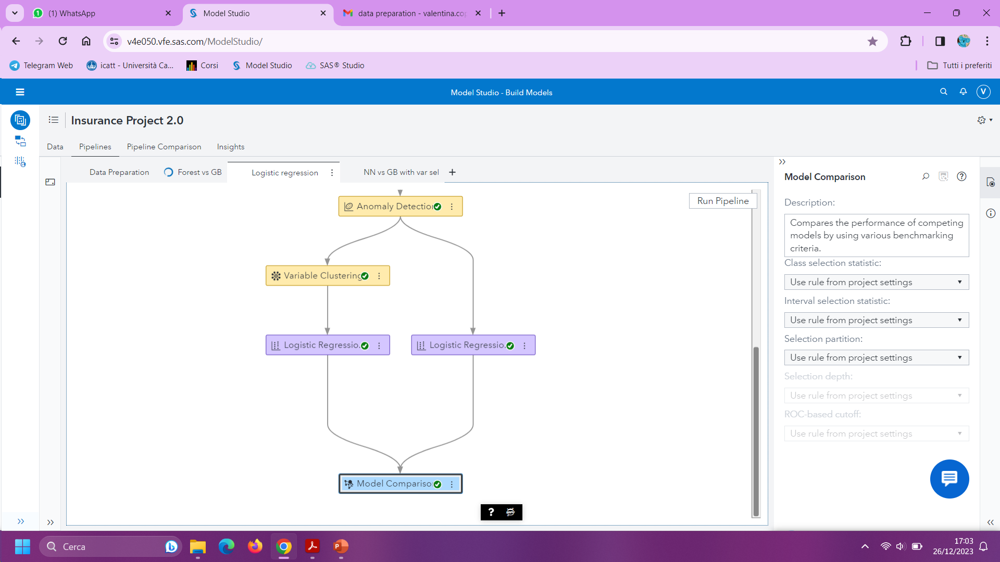 (1) WhatsApp
Model Studio
data preparation - valentina.cop
v4e050.vfe.sas.com/ModelStudio/
Telegram Web
icatt - Università Ca...
Corsi
Model Studio
SAS® Studio
Tutti i preferiti
Model Studio - Build Models
V
Insurance Project 2.0
Data
Pipelines
Pipeline Comparison
Insights
Data Preparation
Forest vs GB
Logistic regression
NN vs GB with var sel
Run Pipeline
Anomaly Detection
Variable Clustering
Logistic Regressio...
Logistic Regressio...
Model Compariso
Model Comparison
Description:
Compares the performance of competing
models by using various benchmarking
criteria.
Class selection statistic:
Use rule from project settings
Interval selection statistic:
Use rule from project settings
Selection partition:
Use rule from project settings
Selection depth:
Use rule from project settings
ROC-based cutoff:
Use rule from project settings
?
Cerca
17:03
26/12/2023